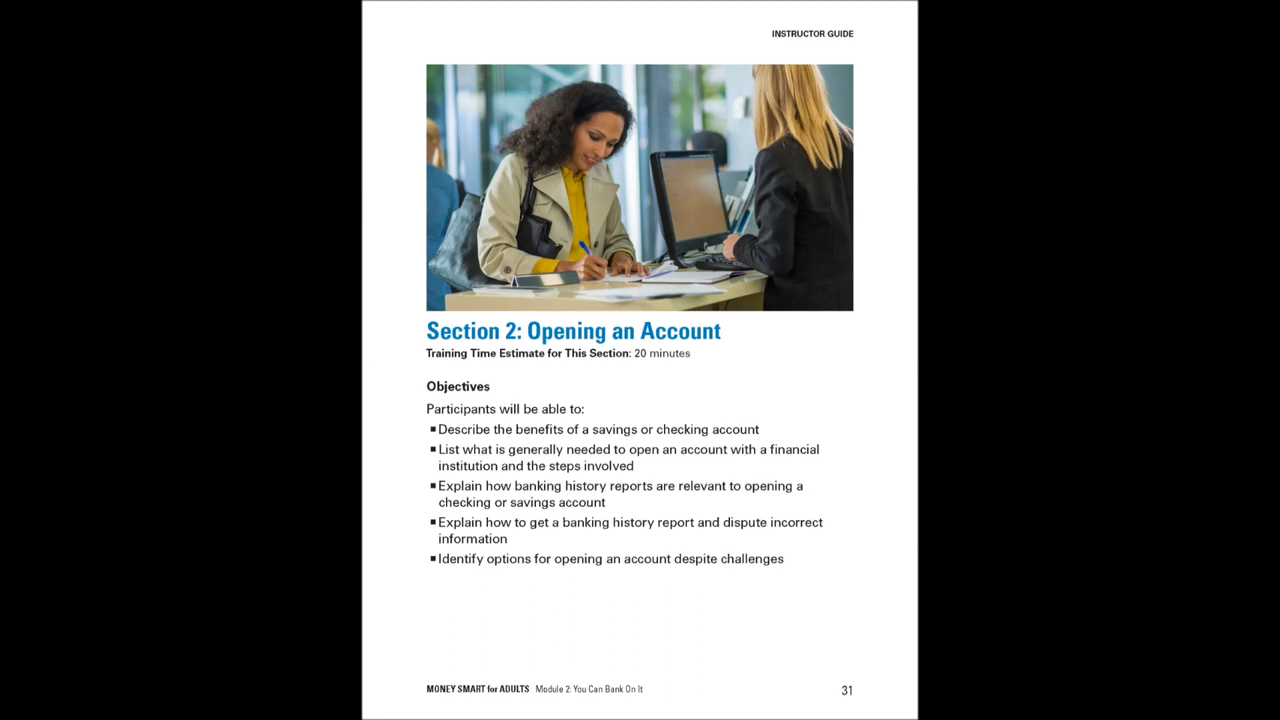 INSTRUCTOR GUIDE
Section 2: Opening an Account
Training Time Estimate for This Section: 20 minutes
Objectives
Participants will be able to:
■ Describe the benefits of a savings or checking account
■ List what is generally needed to open an account with a financial
institution and the steps involved
■ Explain how banking history reports are relevant to opening a
checking or savings account
■ Explain how to get a banking history report and dispute incorrect
information
■ Identify options for opening an account despite challenges
MONEY SMART for ADULTS Module 2: You Can Bank On It 31